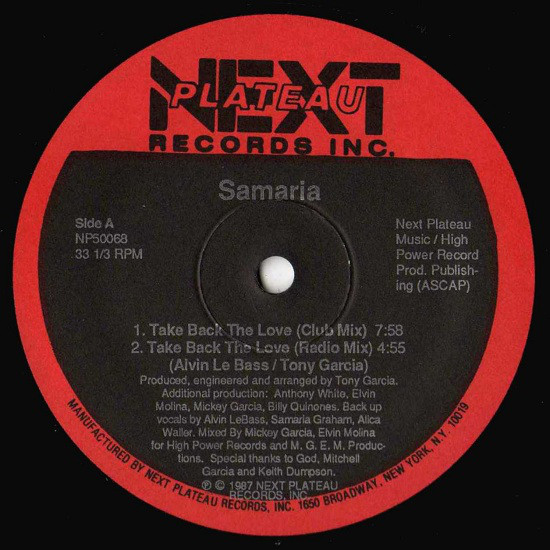 NEXT
PLATEAU
RECORDS INC.
Samaria
Side A
NP50068
33 1/3 RPM
Next Plateau
Music / High
Power Record
Prod. Publish-
ing (ASCAP)
1. Take Back The Love (Club Mix) 7:58
2. Take Back The Love (Radio Mix) 4:55
(Alvin Le Bass / Tony Garcia)
Produced, engineered and arranged by Tony Garcia.
Additional production: Anthony White, Elvin
Molina, Mickey Garcia, Billy Quinones. Back up
vocals by Alvin LeBass, Samaria Graham, Alica
Waller. Mixed By Mickey Garcia, Elvin Molina
for High Power Records and M. G. E. M. Produc-
tions. Special thanks to God, Mitchell
Garcia and Keith Dumpson.
℗ © 1987 NEXT PLATEAU
RECORDS, INC.
MANUFACTURED BY NEXT PLATEAU RECORDS, INC. 1650 BROADWAY, NEW YORK, N.Y. 10019